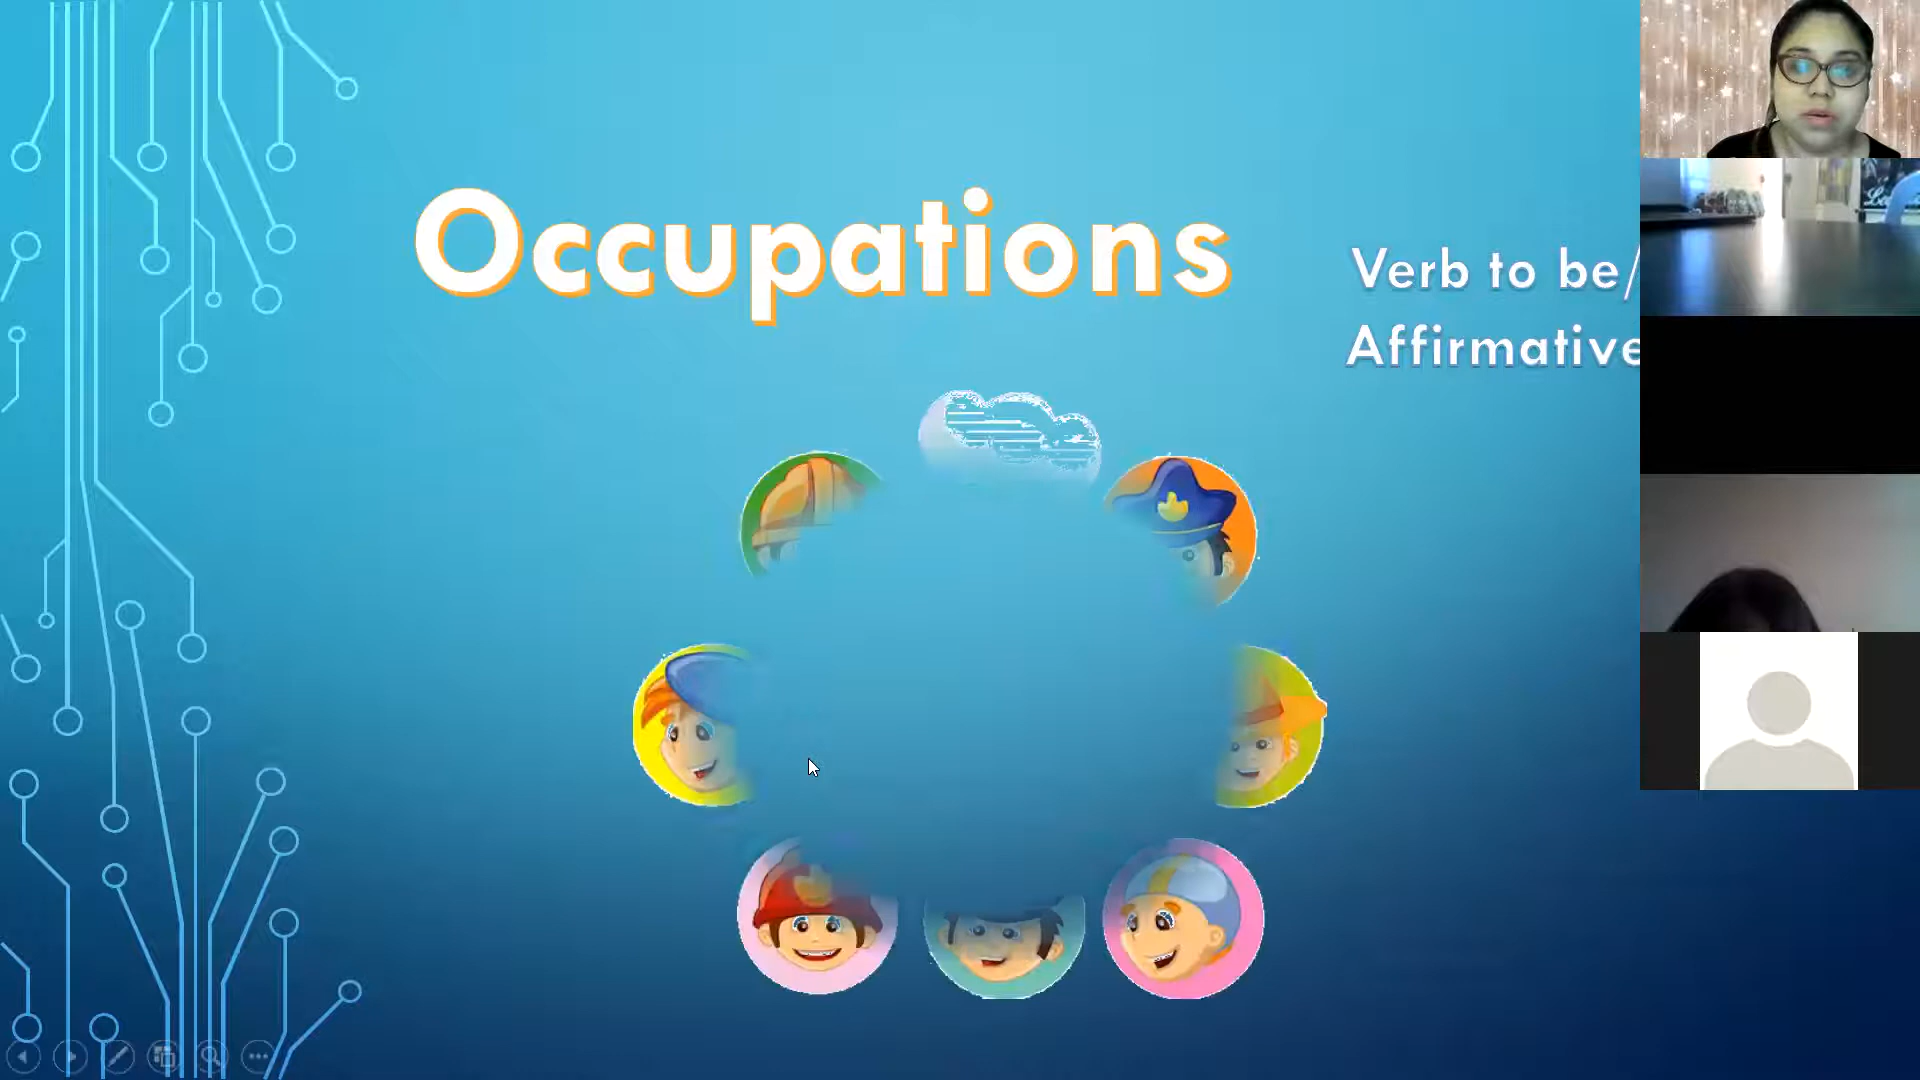 Occupations
Verb to be/
Affirmative